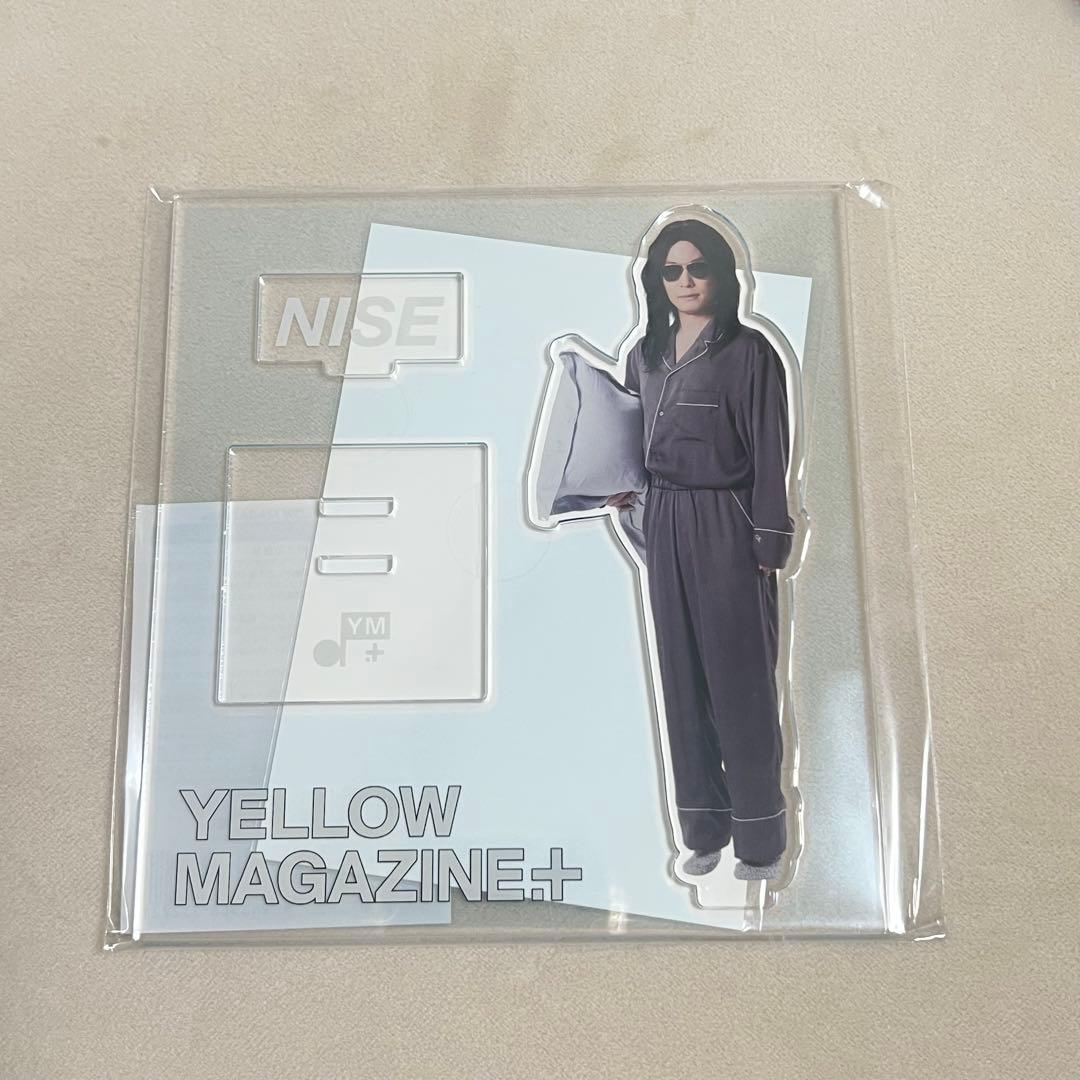 NISE
YM
+
YELLOW
MAGAZINE.+